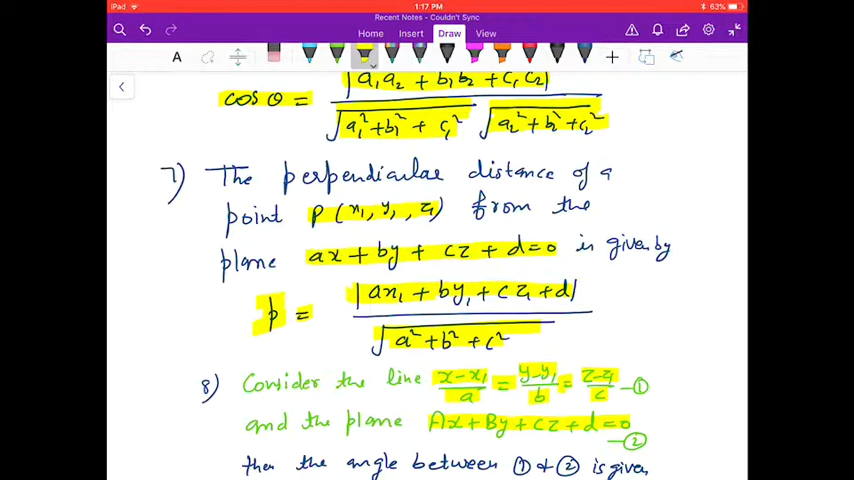 iPad
1:17 PM
63%
Recent Notes - Couldn't Sync
Home Insert Draw View
A
cos θ = |a₁a₂ + b₁b₂ + c₁c₂| / √(a₁² + b₁² + c₁²) √(a₂² + b₂² + c₂²)
7) The perpendicular distance of a
point P(x₁, y₁, z₁) from the
plane ax + by + cz + d = 0 is given by
p = |ax₁ + by₁ + cz₁ + d| / √(a² + b² + c²)
8) Consider the line (x-x₁)/a = (y-y₁)/b = (z-z₁)/c —①
and the plane Ax + By + Cz + d = 0
—②
then the angle between ① & ② is given